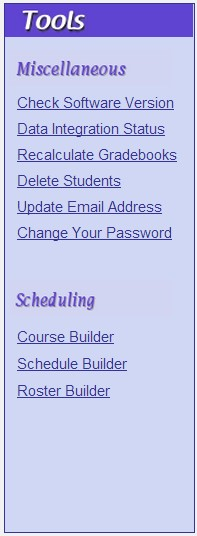 Tools
Miscellaneous
Check Software Version
Data Integration Status
Recalculate Gradebooks
Delete Students
Update Email Address
Change Your Password
Scheduling
Course Builder
Schedule Builder
Roster Builder